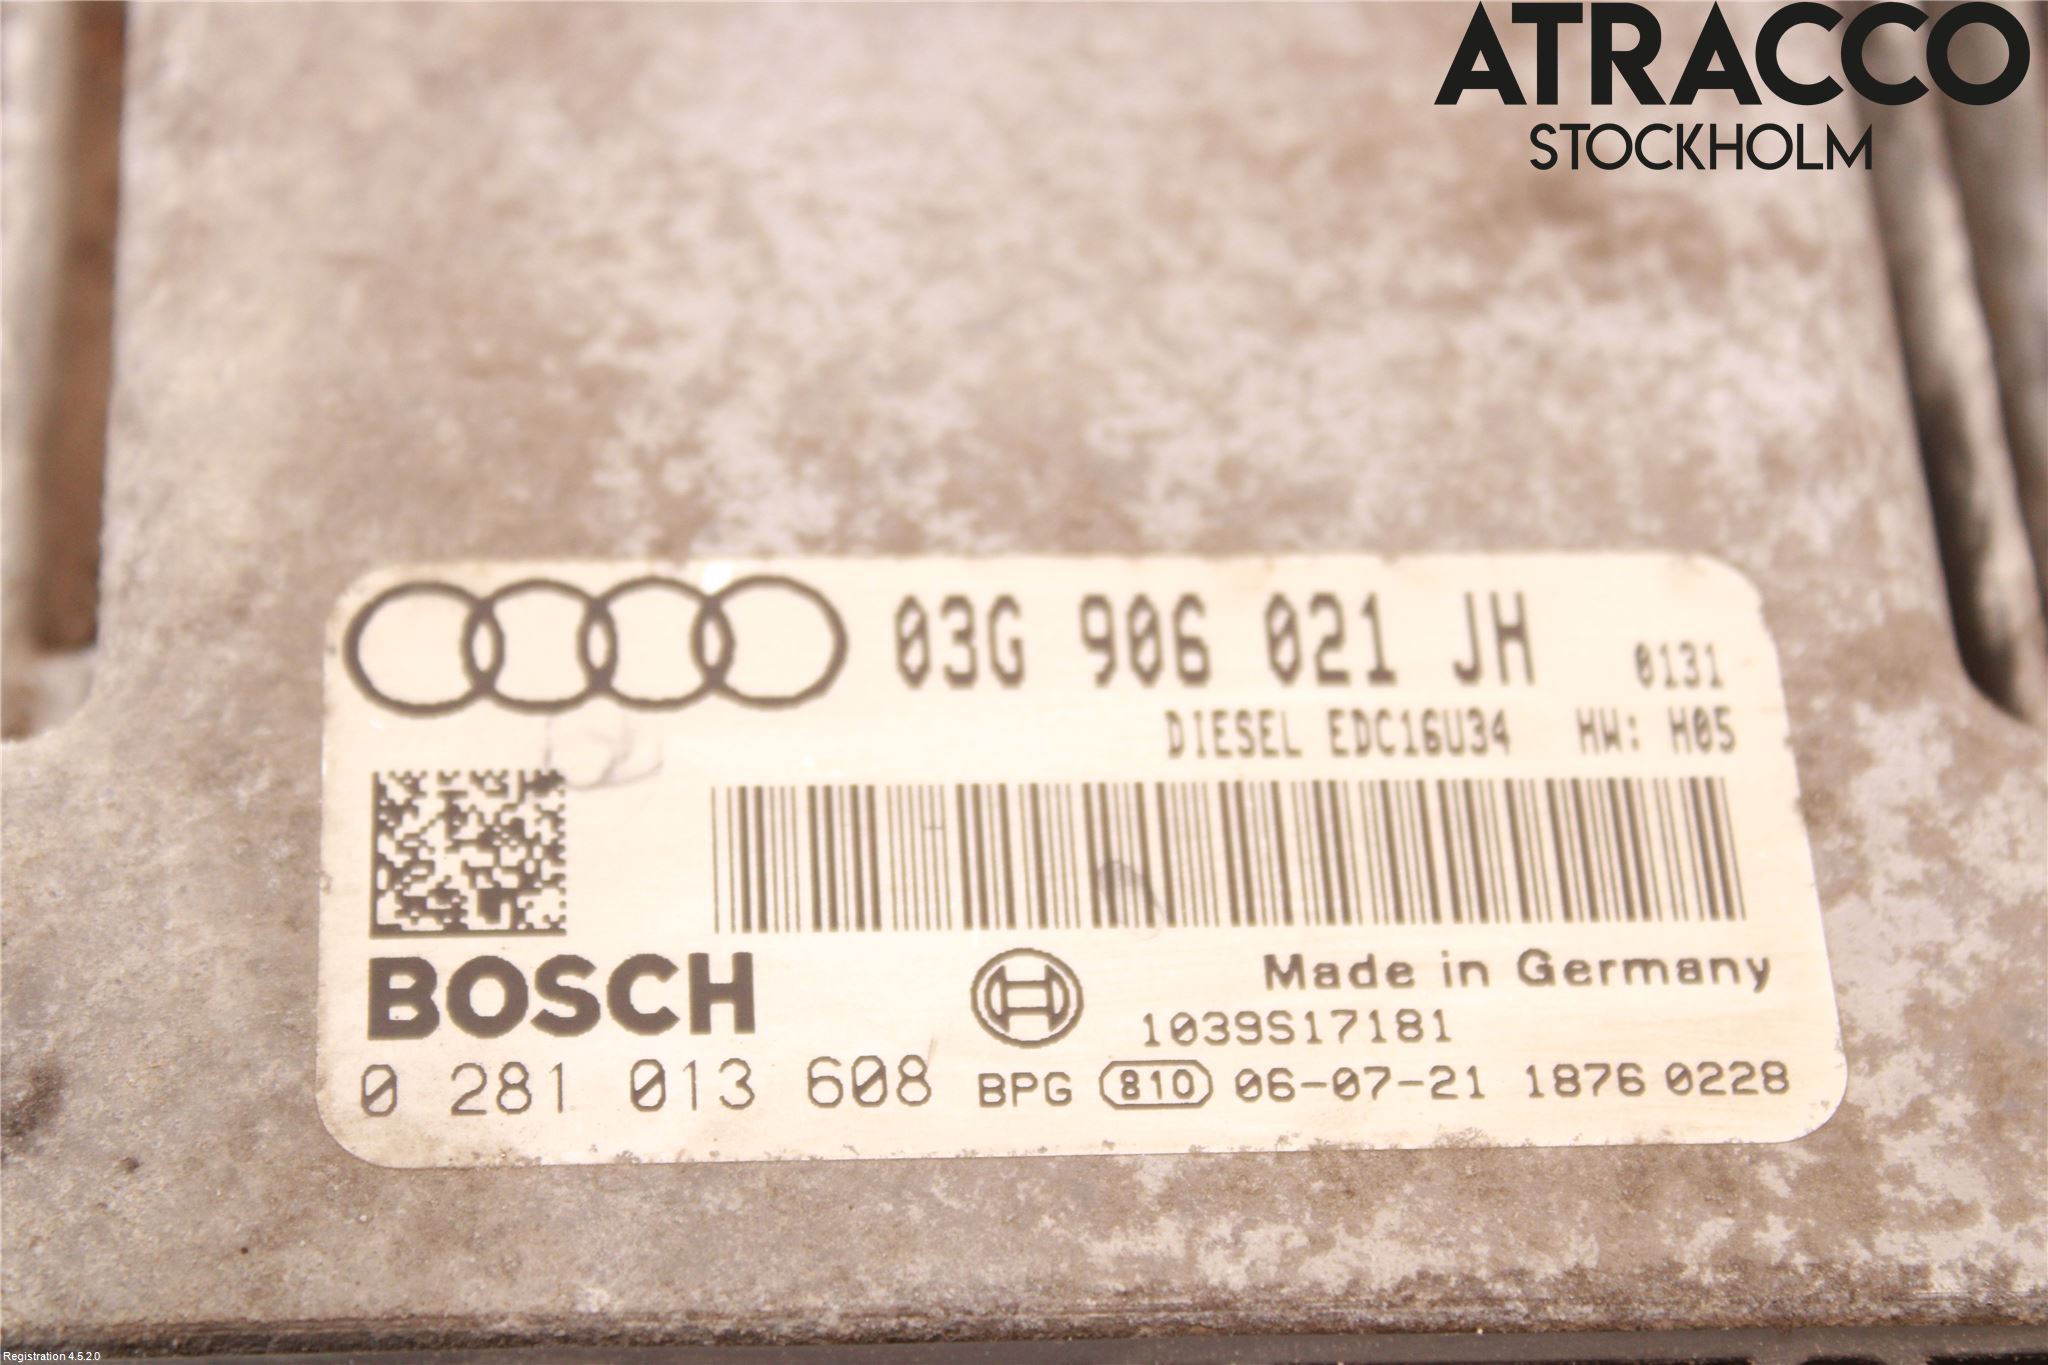 ATRACCO
STOCKHOLM
03G 906 021 JH 0131
DIESEL EDC16U34 HW: H05
BOSCH
Made in Germany
1039S17181
0 281 013 608 BPG 810 06-07-21 1876 0228
Registration 4.5.2.0